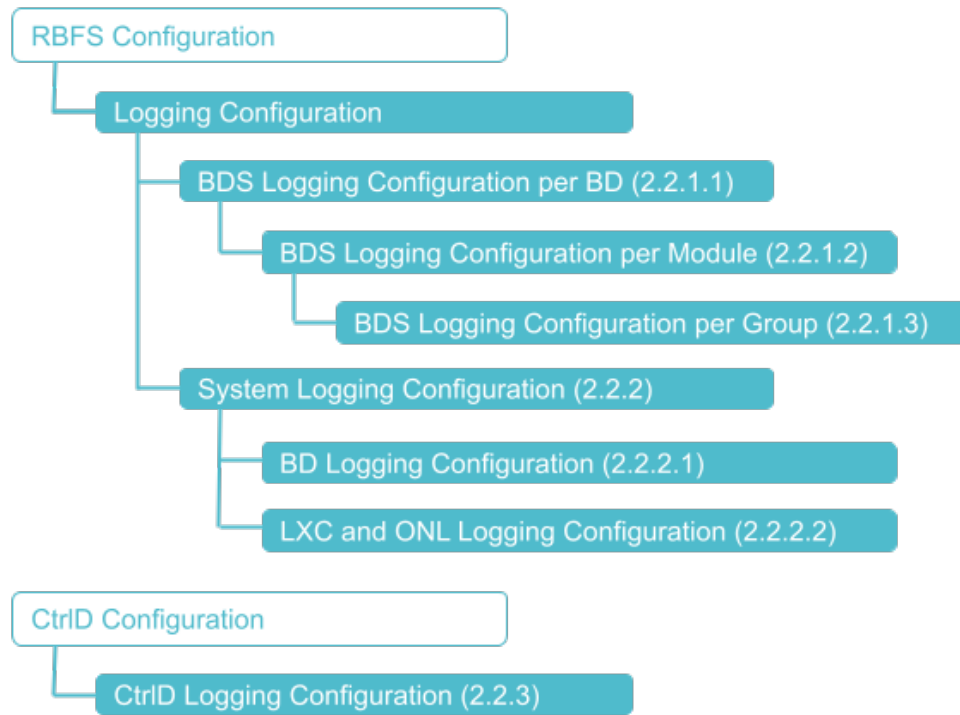 RBFS Configuration
Logging Configuration
BDS Logging Configuration per BD (2.2.1.1)
BDS Logging Configuration per Module (2.2.1.2)
BDS Logging Configuration per Group (2.2.1.3)
System Logging Configuration (2.2.2)
BD Logging Configuration (2.2.2.1)
LXC and ONL Logging Configuration (2.2.2.2)
CtrlD Configuration
CtrlD Logging Configuration (2.2.3)